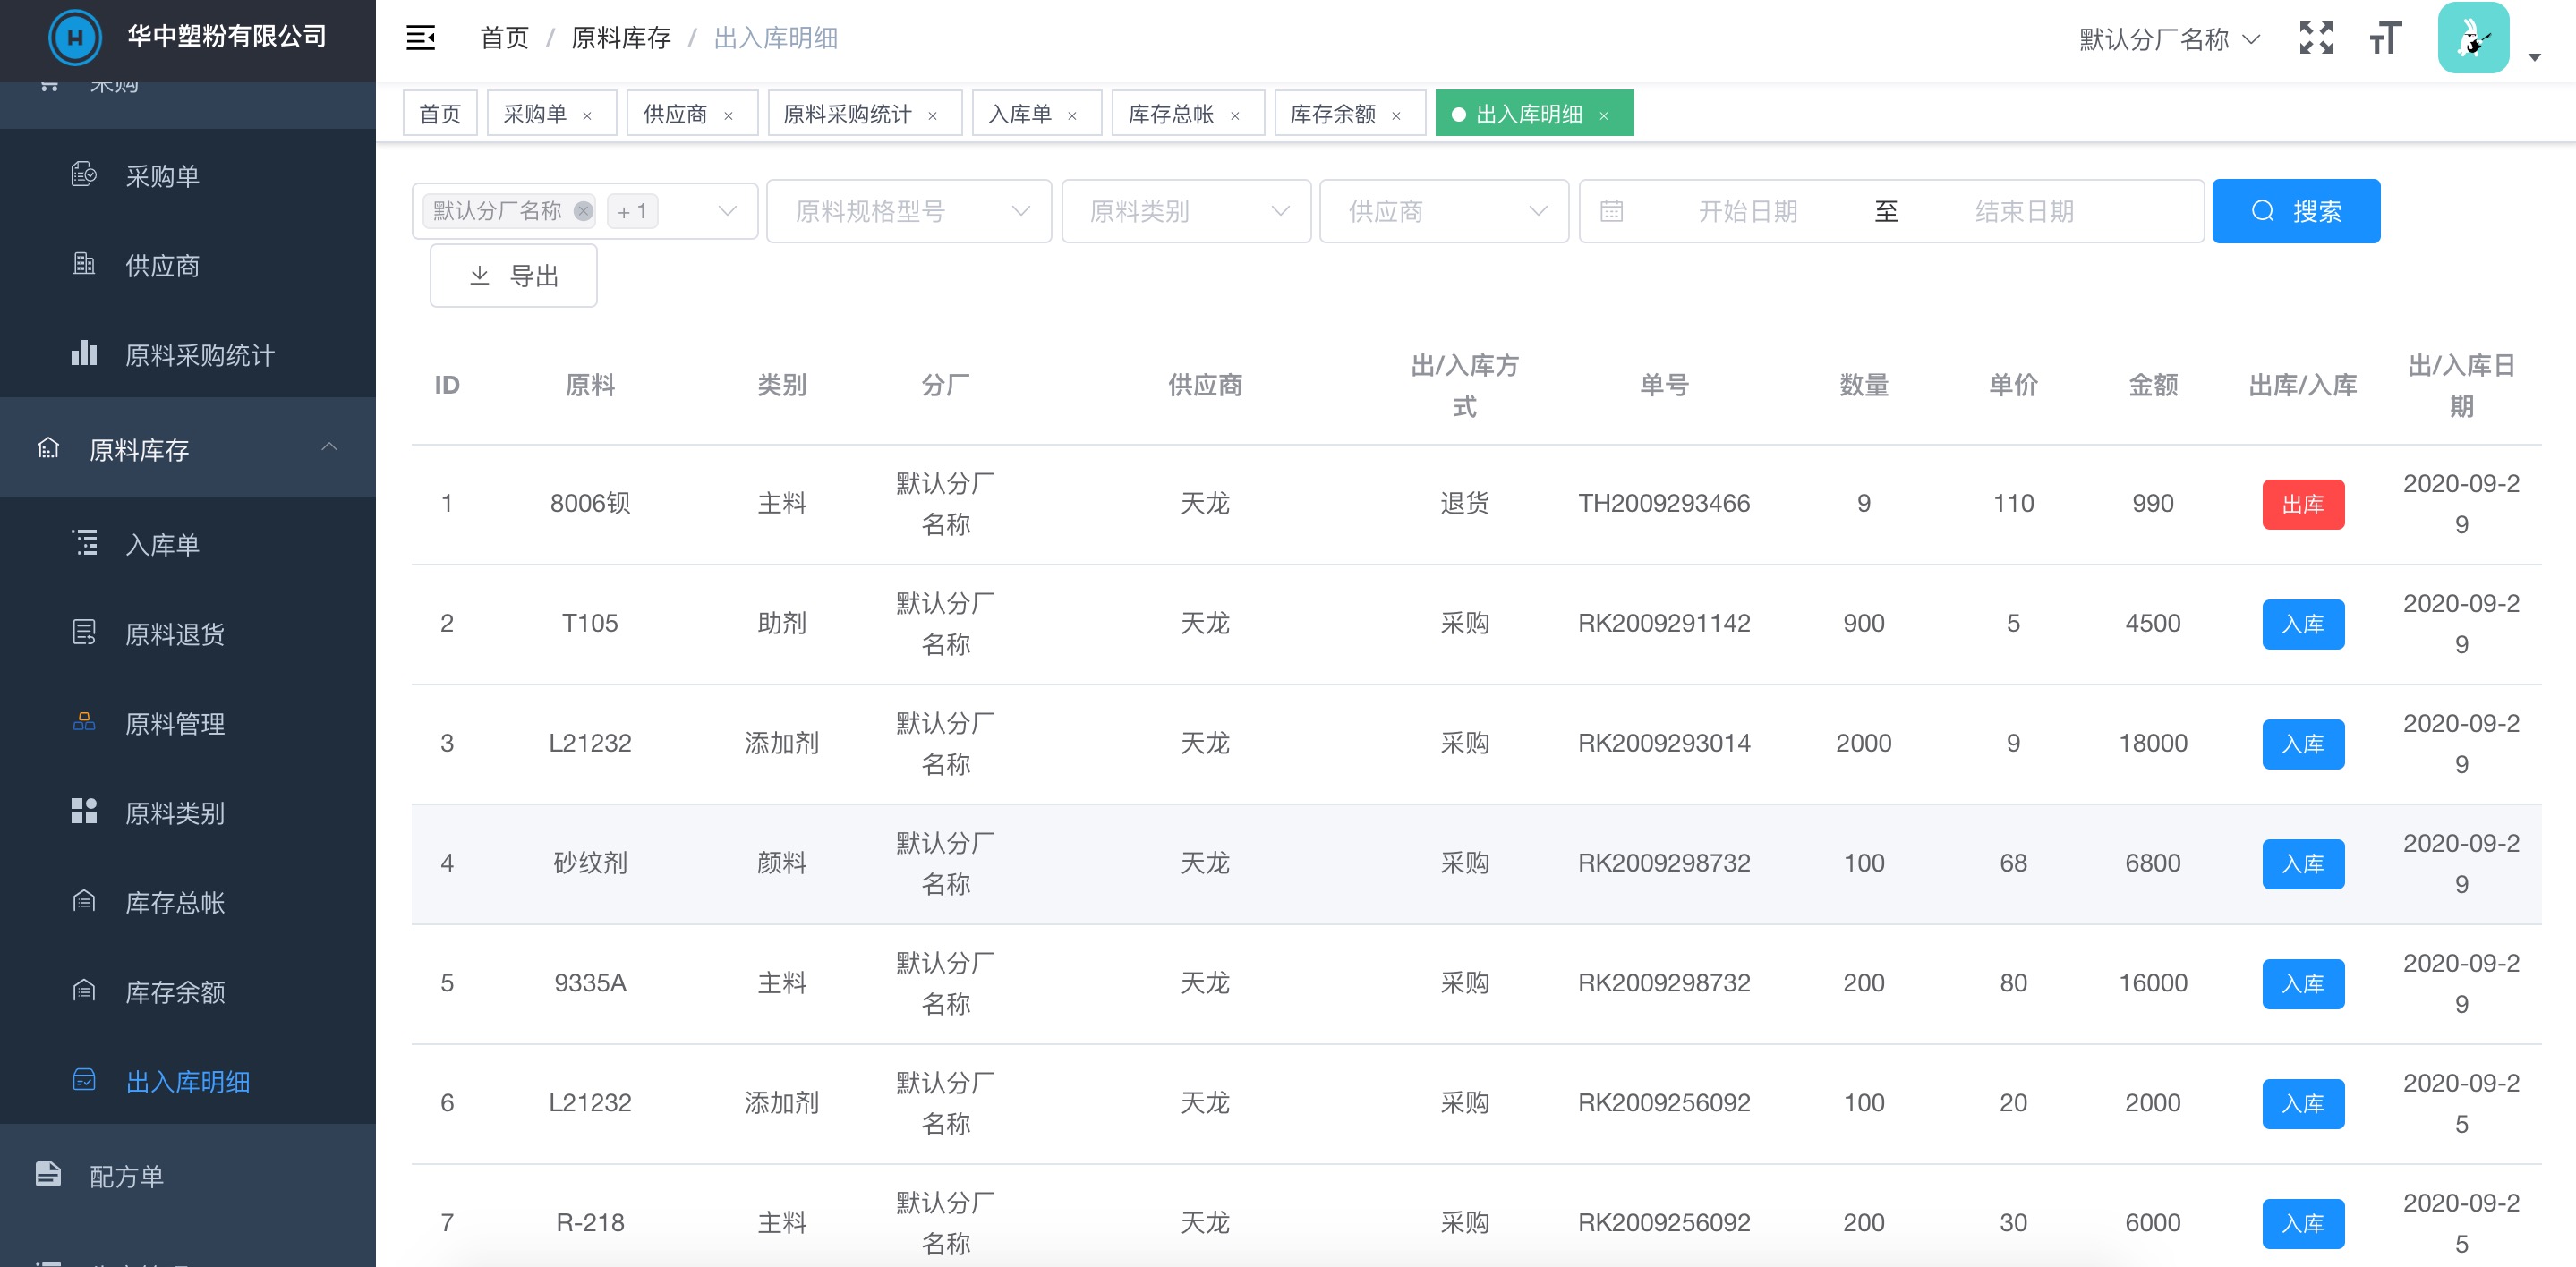 华中塑粉有限公司
首页 / 原料库存 / 出入库明细
默认分厂名称
采购
首页
采购单 ×
供应商 ×
原料采购统计 ×
入库单 ×
库存总帐 ×
库存余额 ×
出入库明细 ×
采购单
供应商
原料采购统计
原料库存
入库单
原料退货
原料管理
原料类别
库存总帐
库存余额
出入库明细
配方单
默认分厂名称 + 1
原料规格型号
原料类别
供应商
开始日期 至 结束日期
搜索
导出
ID 原料 类别 分厂 供应商 出/入库方式 单号 数量 单价 金额 出库/入库 出/入库日期
1 8006钡 主料 默认分厂名称 天龙 退货 TH2009293466 9 110 990 出库 2020-09-29
2 T105 助剂 默认分厂名称 天龙 采购 RK2009291142 900 5 4500 入库 2020-09-29
3 L21232 添加剂 默认分厂名称 天龙 采购 RK2009293014 2000 9 18000 入库 2020-09-29
4 砂纹剂 颜料 默认分厂名称 天龙 采购 RK2009298732 100 68 6800 入库 2020-09-29
5 9335A 主料 默认分厂名称 天龙 采购 RK2009298732 200 80 16000 入库 2020-09-29
6 L21232 添加剂 默认分厂名称 天龙 采购 RK2009256092 100 20 2000 入库 2020-09-25
7 R-218 主料 默认分厂名称 天龙 采购 RK2009256092 200 30 6000 入库 2020-09-25